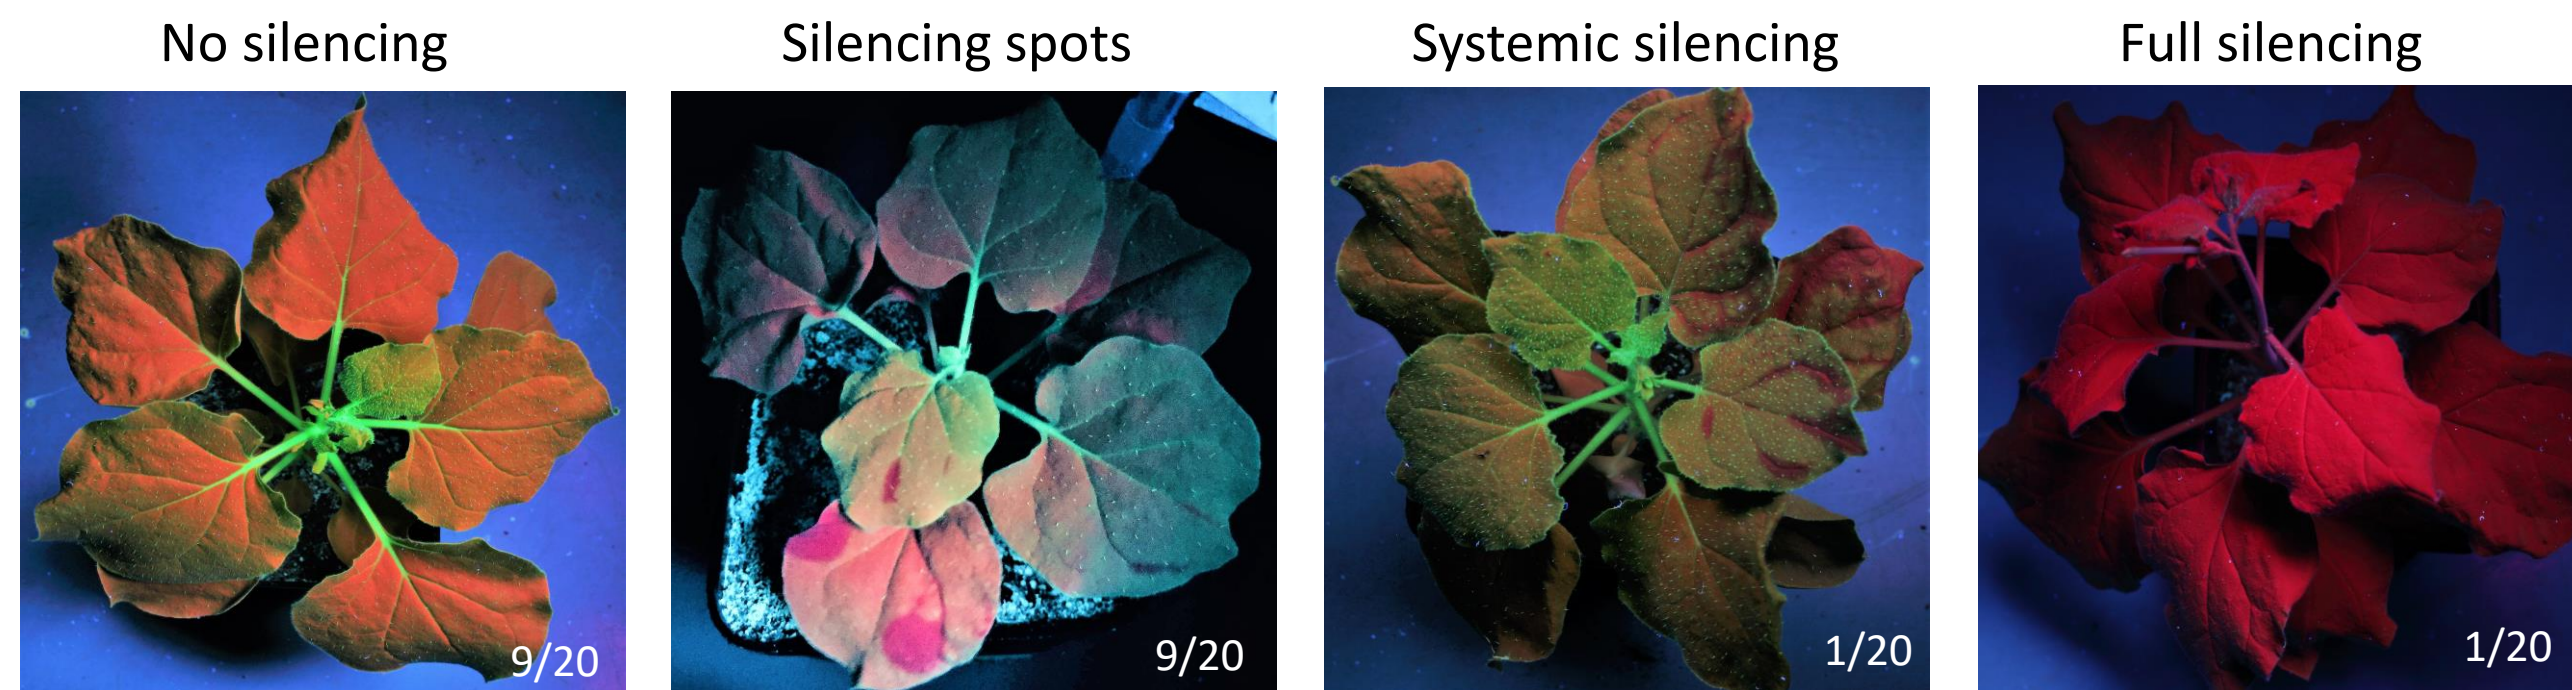 No silencing
Silencing spots
Systemic silencing
Full silencing
9/20
9/20
1/20
1/20